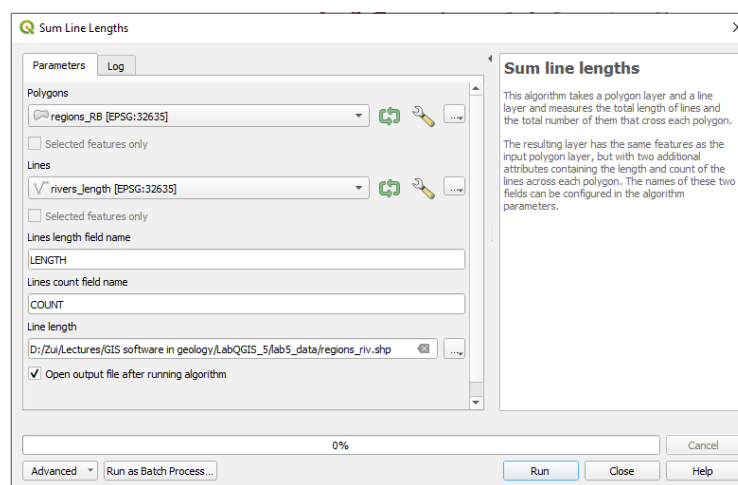 Sum Line Lengths
Parameters
Log
Polygons
regions_RB [EPSG:32635]
Selected features only
Lines
rivers_length [EPSG:32635]
Selected features only
Lines length field name
LENGTH
Lines count field name
COUNT
Line length
D:/Zui/Lectures/GIS software in geology/LabQGIS_5/lab5_data/regions_riv.shp
Open output file after running algorithm
Sum line lengths
This algorithm takes a polygon layer and a line
layer and measures the total length of lines and
the total number of them that cross each polygon.
The resulting layer has the same features as the
input polygon layer, but with two additional
attributes containing the length and count of the
lines across each polygon. The names of these two
fields can be configured in the algorithm
parameters.
0%
Cancel
Advanced
Run as Batch Process...
Run
Close
Help